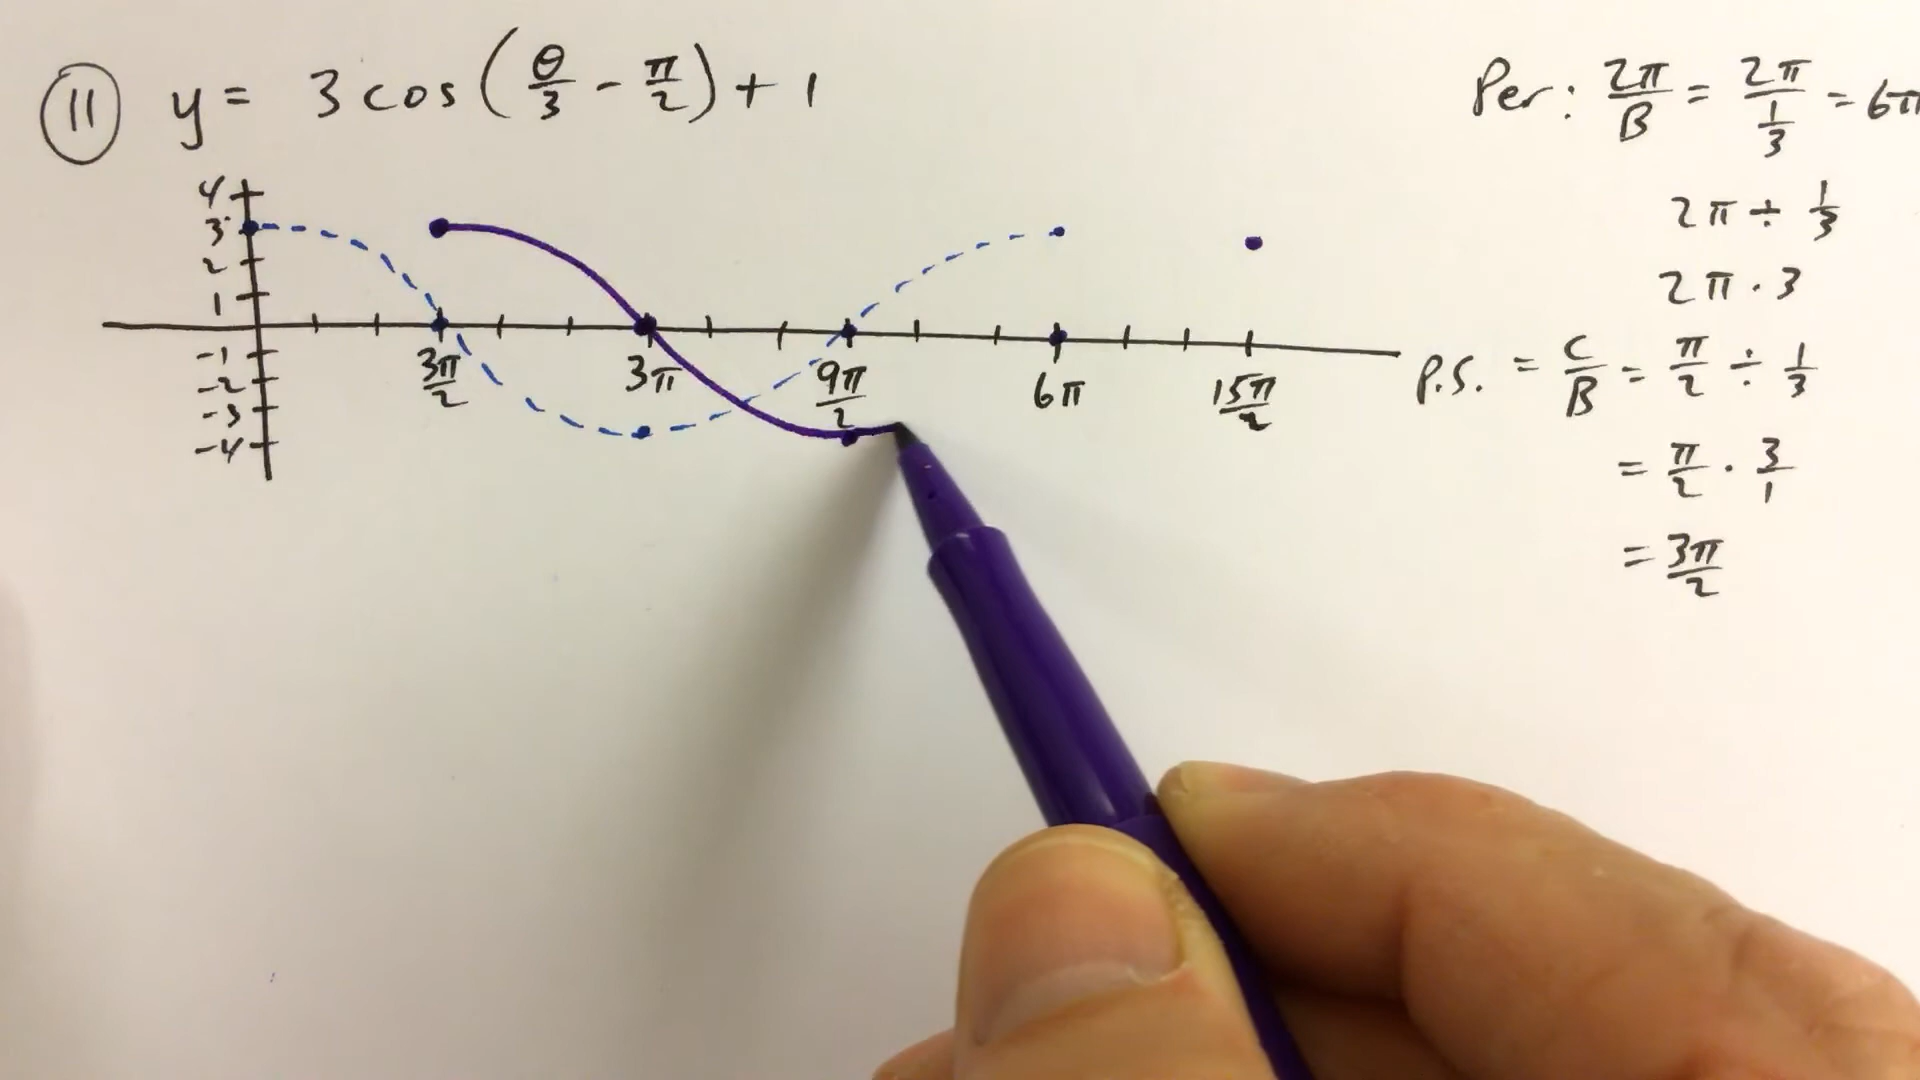 11 y = 3 cos(θ/3 - π/2) + 1
Per: 2π/B = 2π/(1/3) = 6π
2π ÷ 1/3
2π · 3
P.S. = C/B = π/2 ÷ 1/3
= π/2 · 3/1
= 3π/2
4
3
2
1
-1
-2
-3
-4
3π/2 3π 9π/2 6π 15π/2